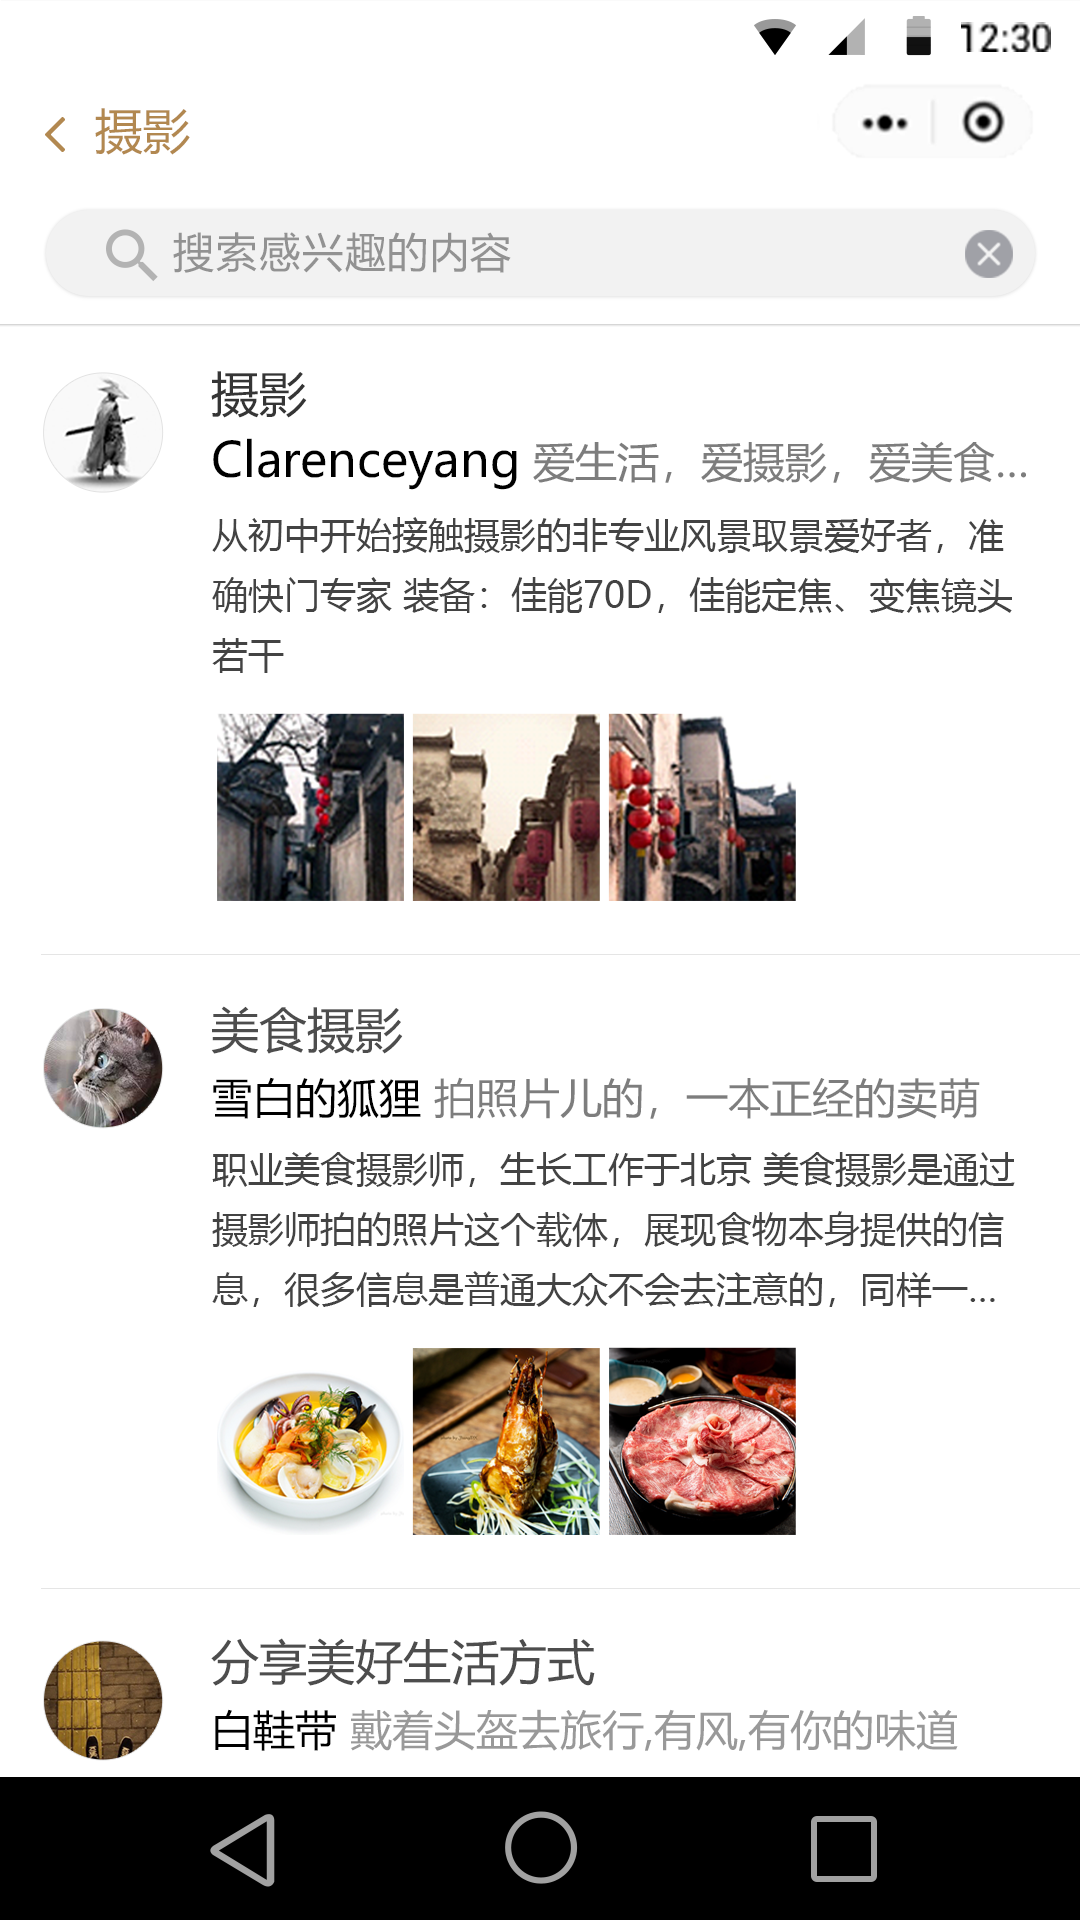 12:30
摄影
搜索感兴趣的内容
摄影
Clarenceyang 爱生活，爱摄影，爱美食...
从初中开始接触摄影的非专业风景取景爱好者，准
确快门专家 装备：佳能70D，佳能定焦、变焦镜头
若干
美食摄影
雪白的狐狸 拍照片儿的，一本正经的卖萌
职业美食摄影师，生长工作于北京 美食摄影是通过
摄影师拍的照片这个载体，展现食物本身提供的信
息，很多信息是普通大众不会去注意的，同样一...
分享美好生活方式
白鞋带 戴着头盔去旅行,有风,有你的味道